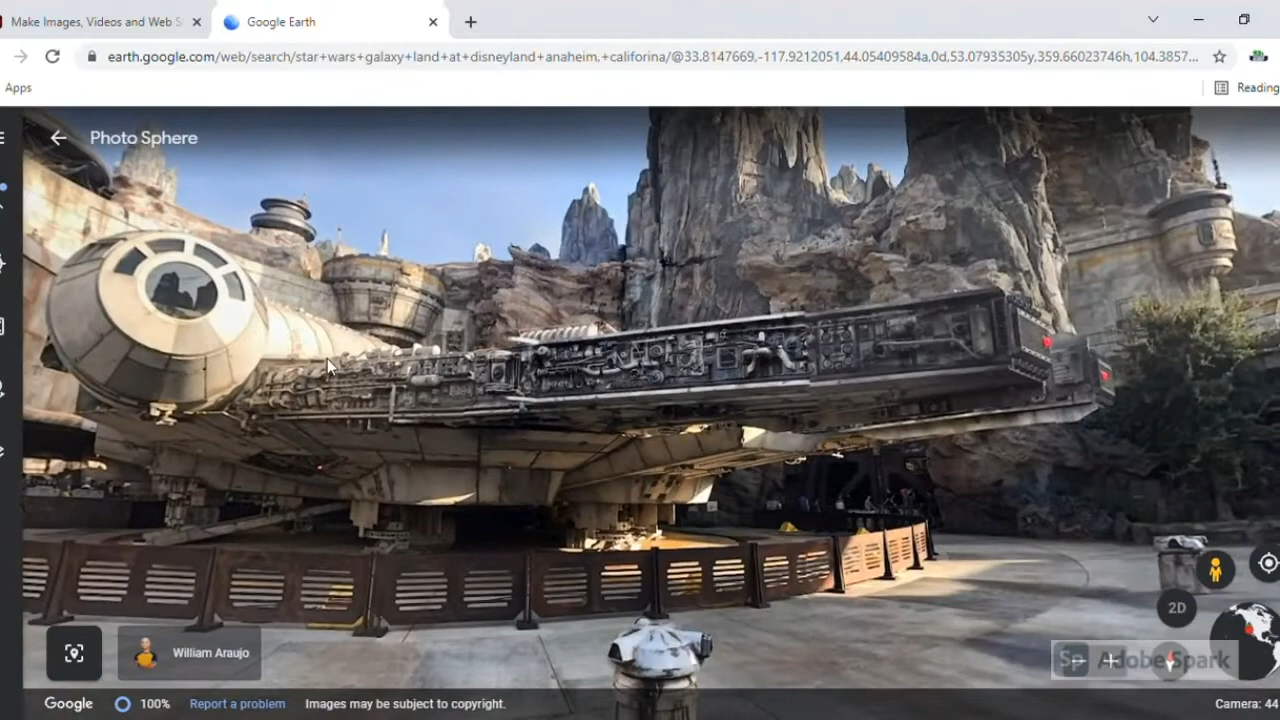 Make Images, Videos and Web S
Google Earth
earth.google.com/web/search/star+wars+galaxy+land+at+disneyland+anaheim,+califorina/@33.8147669,-117.9212051,44.05409584a,0d,53.07935305y,359.66023746h,104.3857...
Apps
Reading
Photo Sphere
2D
William Araujo
Sp Adobe Spark
Google
100%
Report a problem
Images may be subject to copyright.
Camera: 44